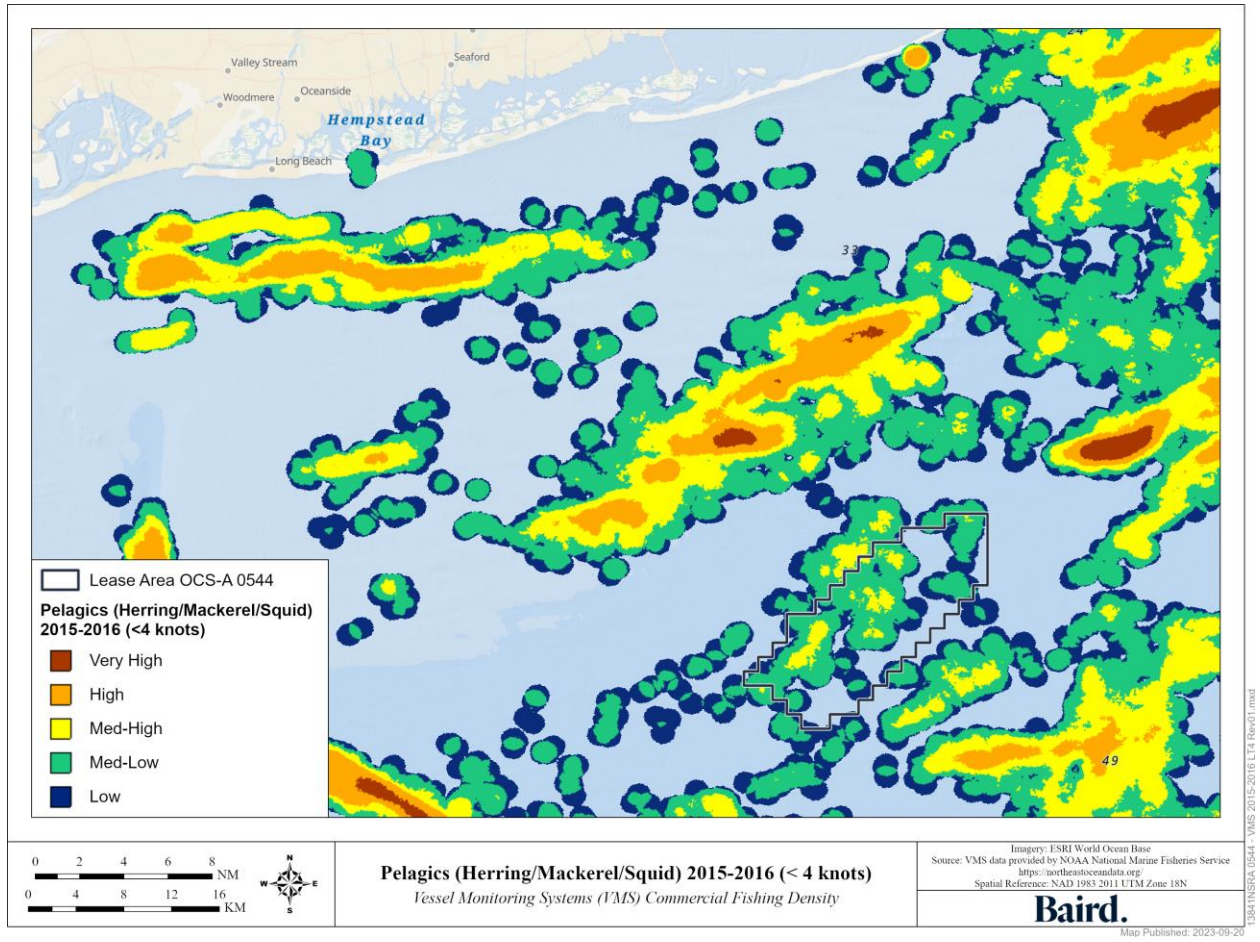 24
Valley Stream
Seaford
Woodmere
Oceanside
Hempstead
Bay
Long Beach
33
Lease Area OCS-A 0544
Pelagics (Herring/Mackerel/Squid)
2015-2016 (<4 knots)
Very High
High
Med-High
Med-Low
Low
49
0 2 4 6 8
NM
0 4 8 12 16
KM
N
W E
S
Pelagics (Herring/Mackerel/Squid) 2015-2016 (< 4 knots)
Vessel Monitoring Systems (VMS) Commercial Fishing Density
Imagery: ESRI World Ocean Base
Source: VMS data provided by NOAA National Marine Fisheries Service
https://northeastoceandata.org/
Spatial Reference: NAD 1983 2011 UTM Zone 18N
Baird.
13841NSRA 0544 - VMS 2015-2016 LT4 Rev01.mxd
Map Published: 2023-09-20